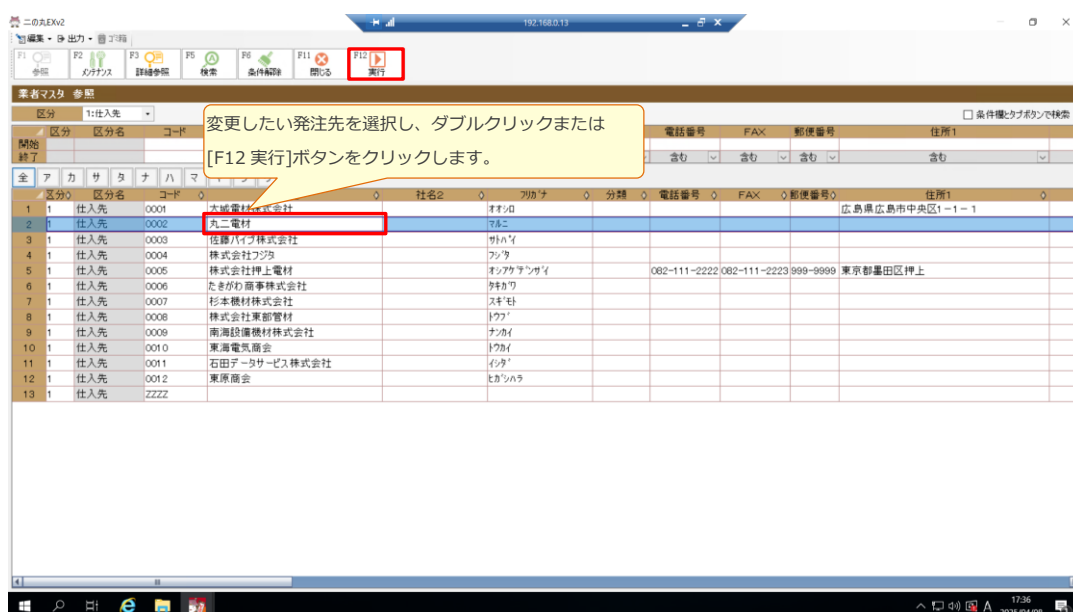 二の丸EXv2 192.168.0.13
編集 出力 ゴミ箱
F1 F2 F3 F5 F6 F11 F12
参照 メンテナンス 詳細参照 検索 条件解除 閉じる 実行
業者マスタ 参照
区分 1:仕入先 条件欄とタブボタンで検索
変更したい発注先を選択し、ダブルクリックまたは
[F12 実行]ボタンをクリックします。
区分 区分名 コード 電話番号 FAX 郵便番号 住所1
開始
終了 含む 含む 含む 含む
全 ア カ サ タ ナ ハ マ
区分 区分名 コード 社名2 フリガナ 分類 電話番号 FAX 郵便番号 住所1
1 1 仕入先 0001 大城電材株式会社 オオシロ 広島県広島市中央区1-1-1
2 1 仕入先 0002 丸二電材 マルニ
3 1 仕入先 0003 佐藤パイプ株式会社 サトパイ
4 1 仕入先 0004 株式会社フジタ フジタ
5 1 仕入先 0005 株式会社押上電材 オシアゲデンザイ 082-111-2222 082-111-2223 999-9999 東京都墨田区押上
6 1 仕入先 0006 たきがわ商事株式会社 タキガワ
7 1 仕入先 0007 杉本機材株式会社 スギモト
8 1 仕入先 0008 株式会社東部管材 トウブ
9 1 仕入先 0009 南海設備機材株式会社 ナンカイ
10 1 仕入先 0010 東海電気商会 トウカイ
11 1 仕入先 0011 石田データサービス株式会社 イシダ
12 1 仕入先 0012 東原商会 ヒガシハラ
13 1 仕入先 ZZZZ
A 17:36